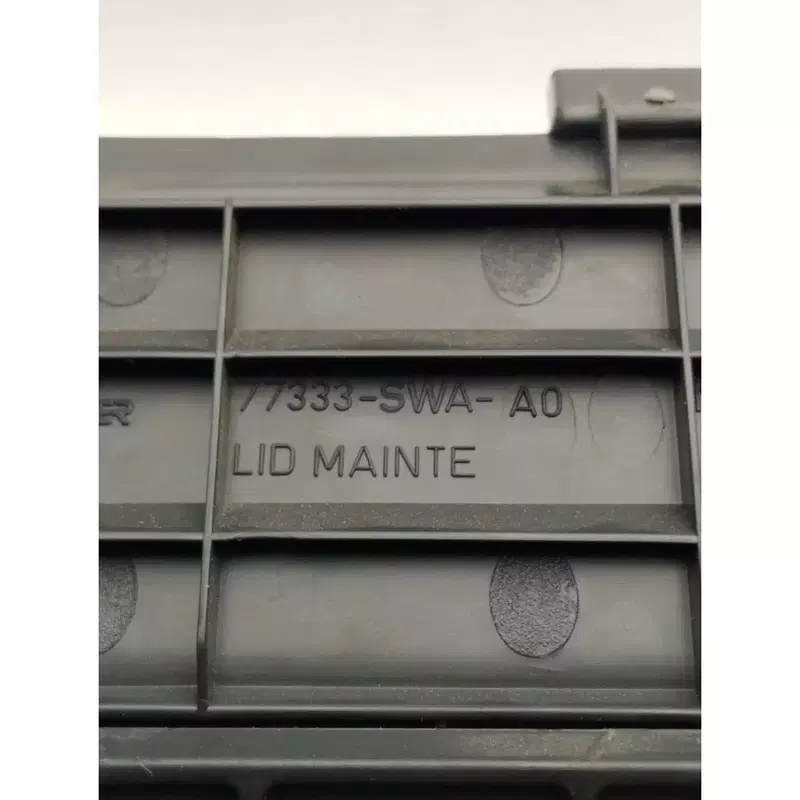 77333-SWA- A0
LID MAINTE